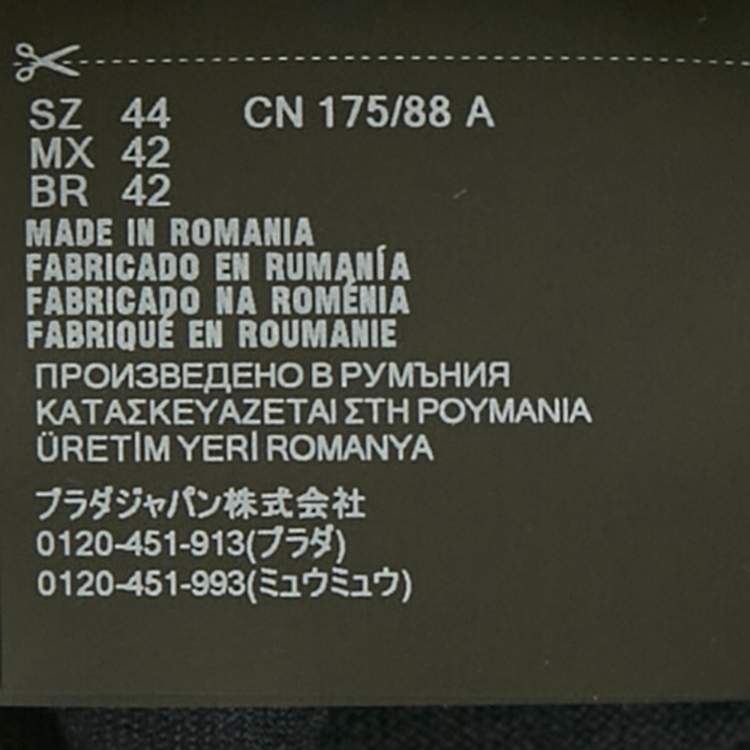 SZ 44 CN 175/88 A
MX 42
BR 42
MADE IN ROMANIA
FABRICADO EN RUMANÍA
FABRICADO NA ROMÉNIA
FABRIQUÉ EN ROUMANIE
ПРОИЗВЕДЕНО В РУМЪНИЯ
ΚΑΤΑΣΚΕΥΑΖΕΤΑΙ ΣΤΗ ΡΟΥΜΑΝΙΑ
ÜRETİM YERİ ROMANYA
プラダジャパン株式会社
0120-451-913(プラダ)
0120-451-993(ミュウミュウ)